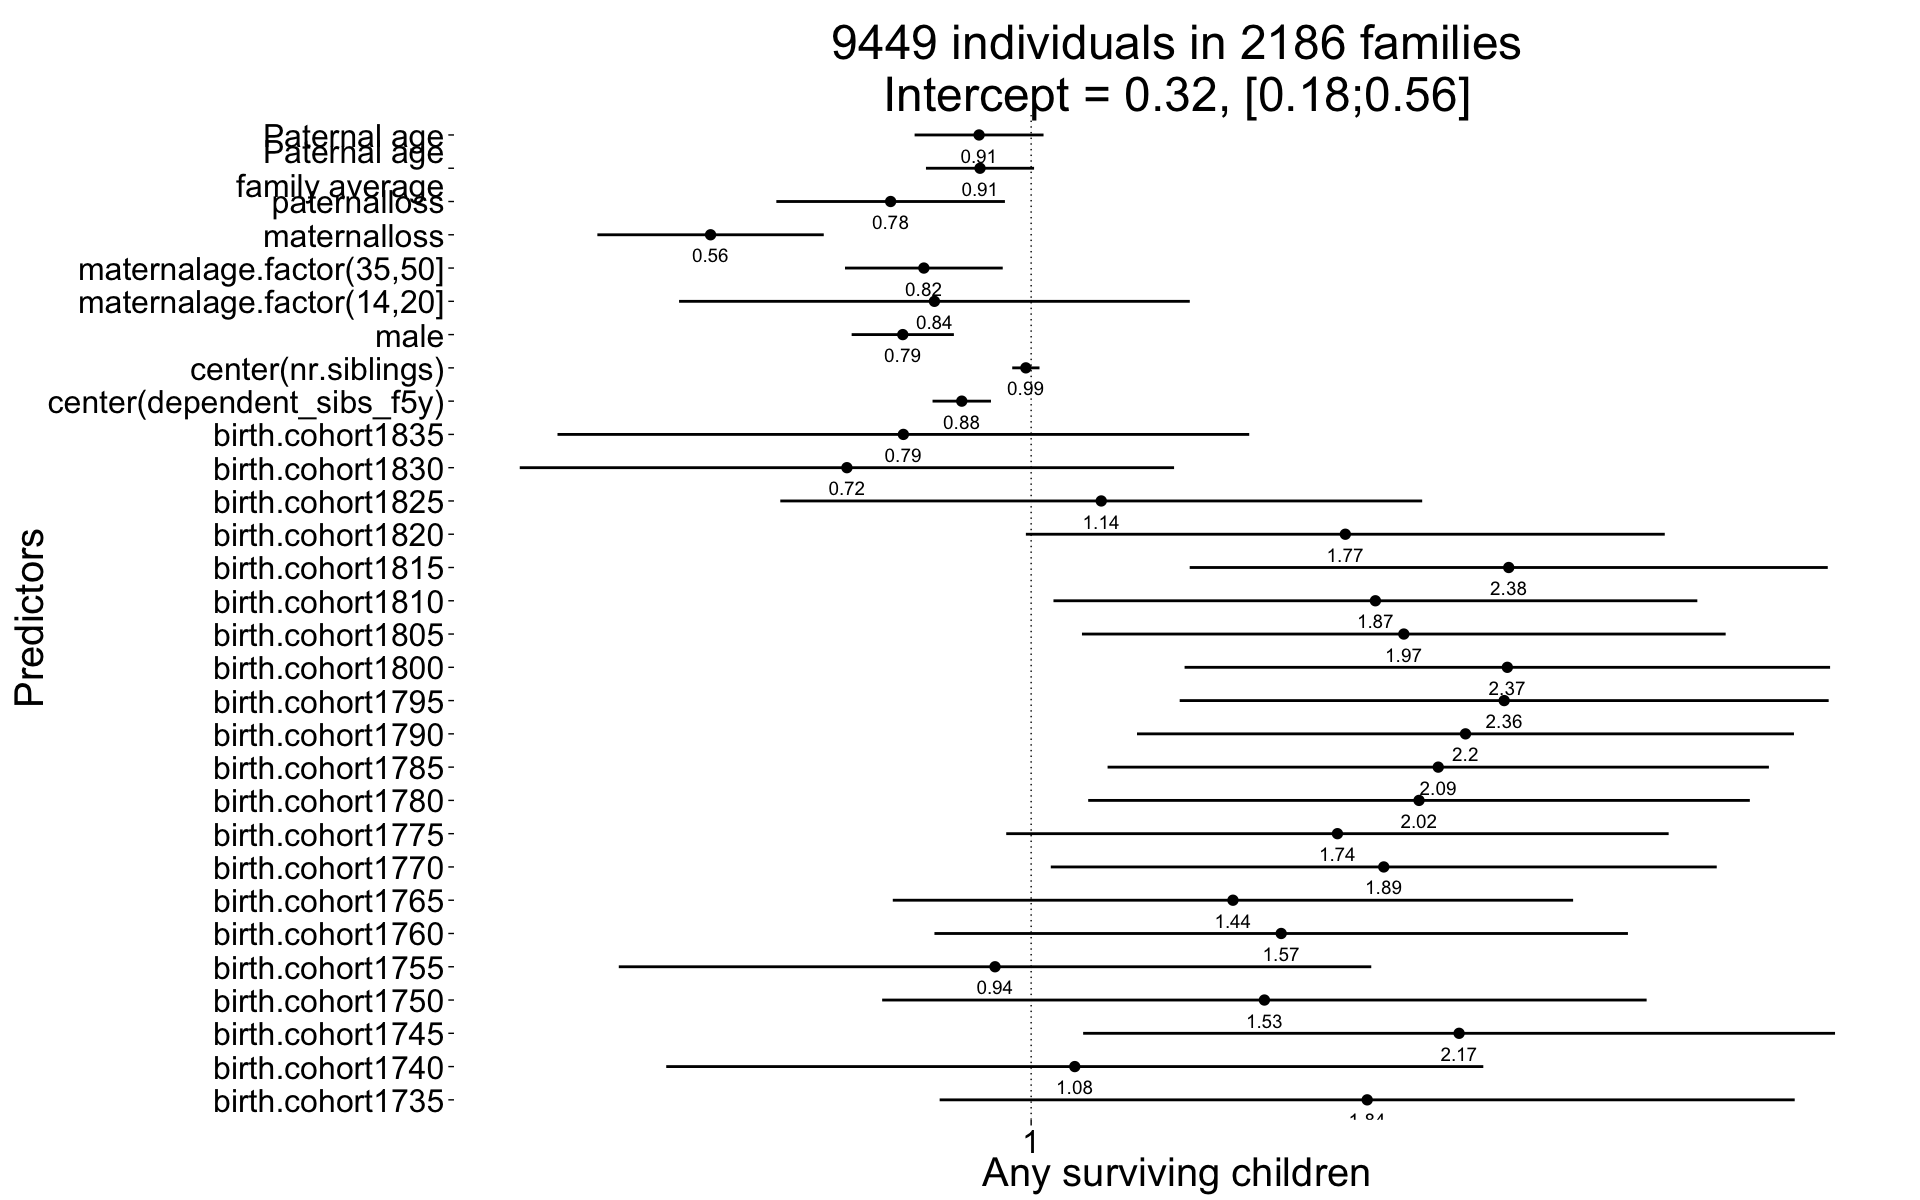 9449 individuals in 2186 families
Intercept = 0.32, [0.18;0.56]
Paternal age
0.91
Paternal age
family average
0.91
paternalloss
0.78
maternalloss
0.56
maternalage.factor(35,50]
0.82
maternalage.factor(14,20]
0.84
male
0.79
center(nr.siblings)
0.99
center(dependent_sibs_f5y)
0.88
birth.cohort1835
0.79
birth.cohort1830
0.72
birth.cohort1825
1.14
birth.cohort1820
1.77
birth.cohort1815
2.38
birth.cohort1810
1.87
birth.cohort1805
1.97
birth.cohort1800
2.37
birth.cohort1795
2.36
birth.cohort1790
2.2
birth.cohort1785
2.09
birth.cohort1780
2.02
birth.cohort1775
1.74
birth.cohort1770
1.89
birth.cohort1765
1.44
birth.cohort1760
1.57
birth.cohort1755
0.94
birth.cohort1750
1.53
birth.cohort1745
2.17
birth.cohort1740
1.08
birth.cohort1735
1.84
Predictors
1
Any surviving children